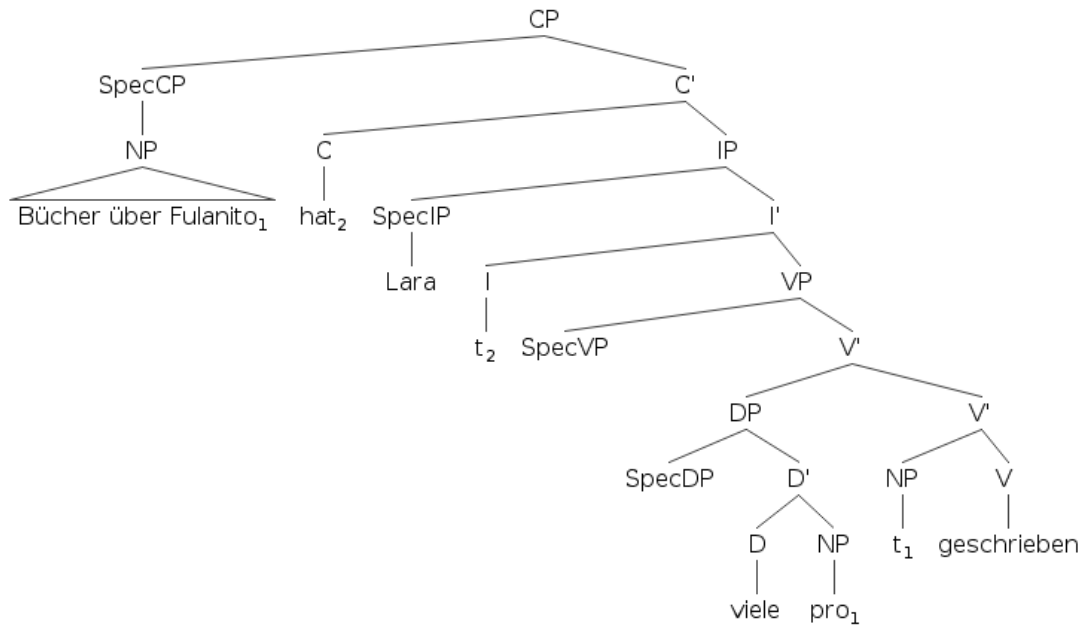 CP
SpecCP C'
NP C IP
Bücher über Fulanito₁ hat₂ SpecIP I'
Lara I VP
t₂ SpecVP V'
DP V'
SpecDP D' NP V
D NP t₁ geschrieben
viele pro₁